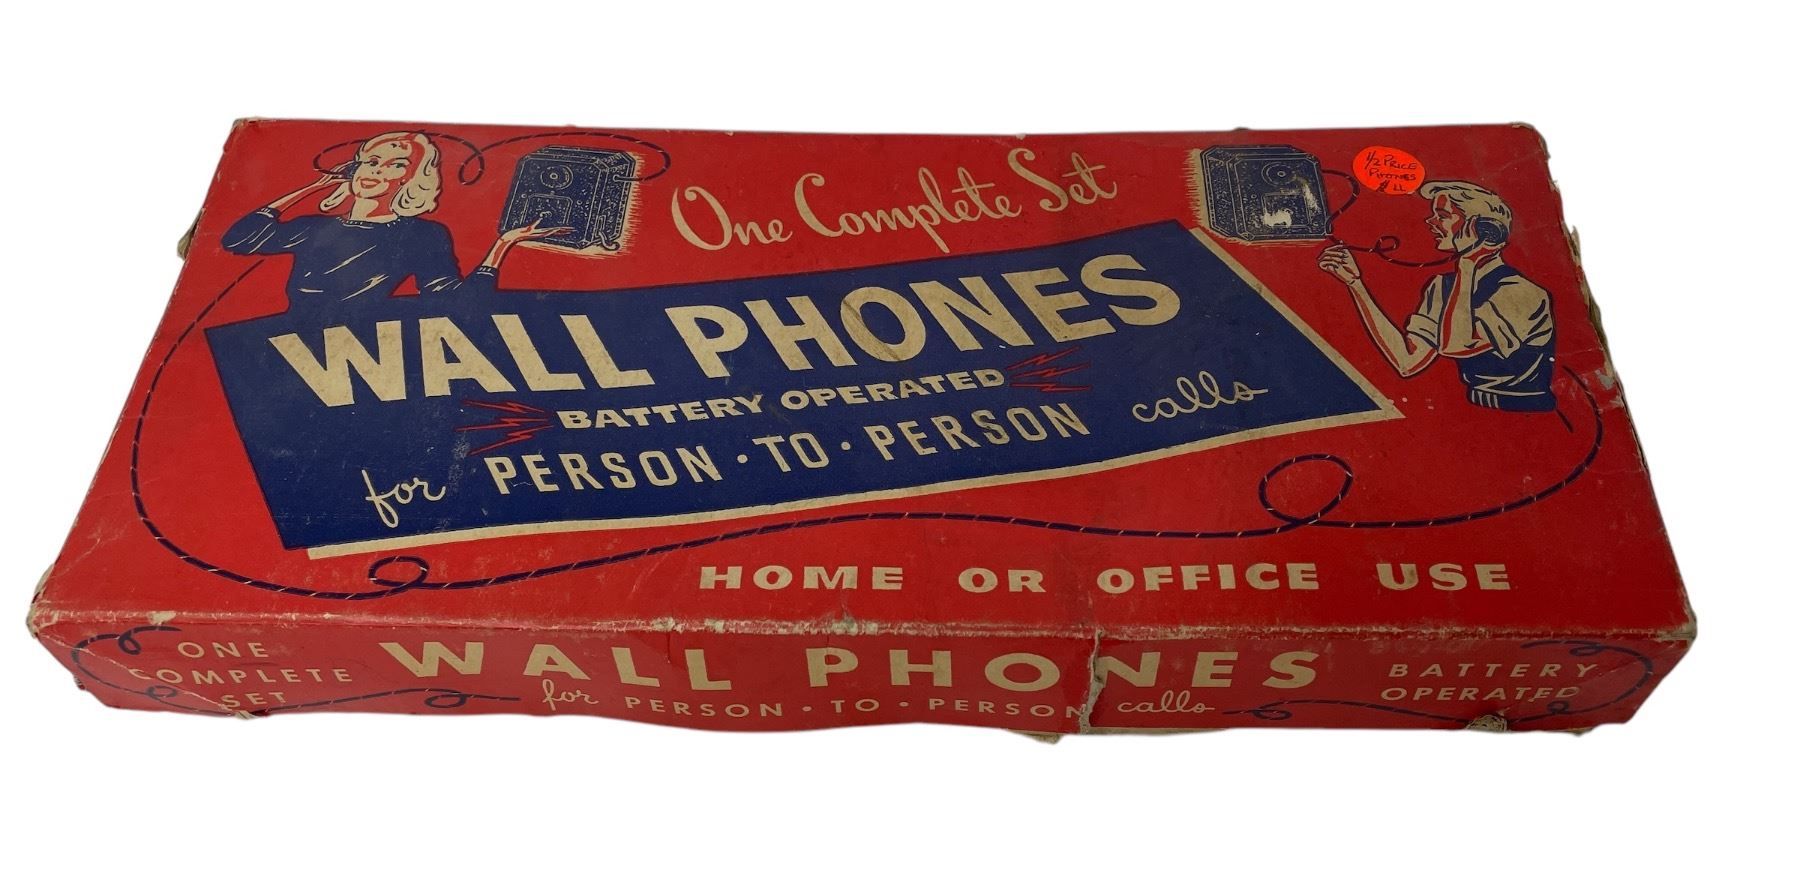 One Complete Set
1/2 PRICE
PHONES
LL
WALL PHONES
BATTERY OPERATED
for PERSON·TO·PERSON calls
HOME OR OFFICE USE
ONE
COMPLETE
SET
WALL PHONES
for PERSON·TO·PERSON calls
BATTERY
OPERATED